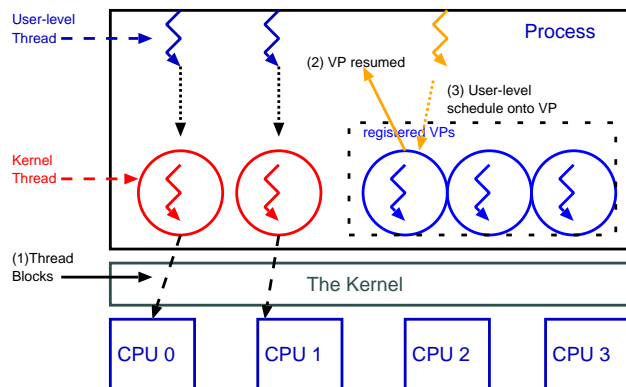 User-level
Thread
Process
(2) VP resumed
(3) User-level
schedule onto VP
registered VPs
Kernel
Thread
(1)Thread
Blocks
The Kernel
CPU 0
CPU 1
CPU 2
CPU 3